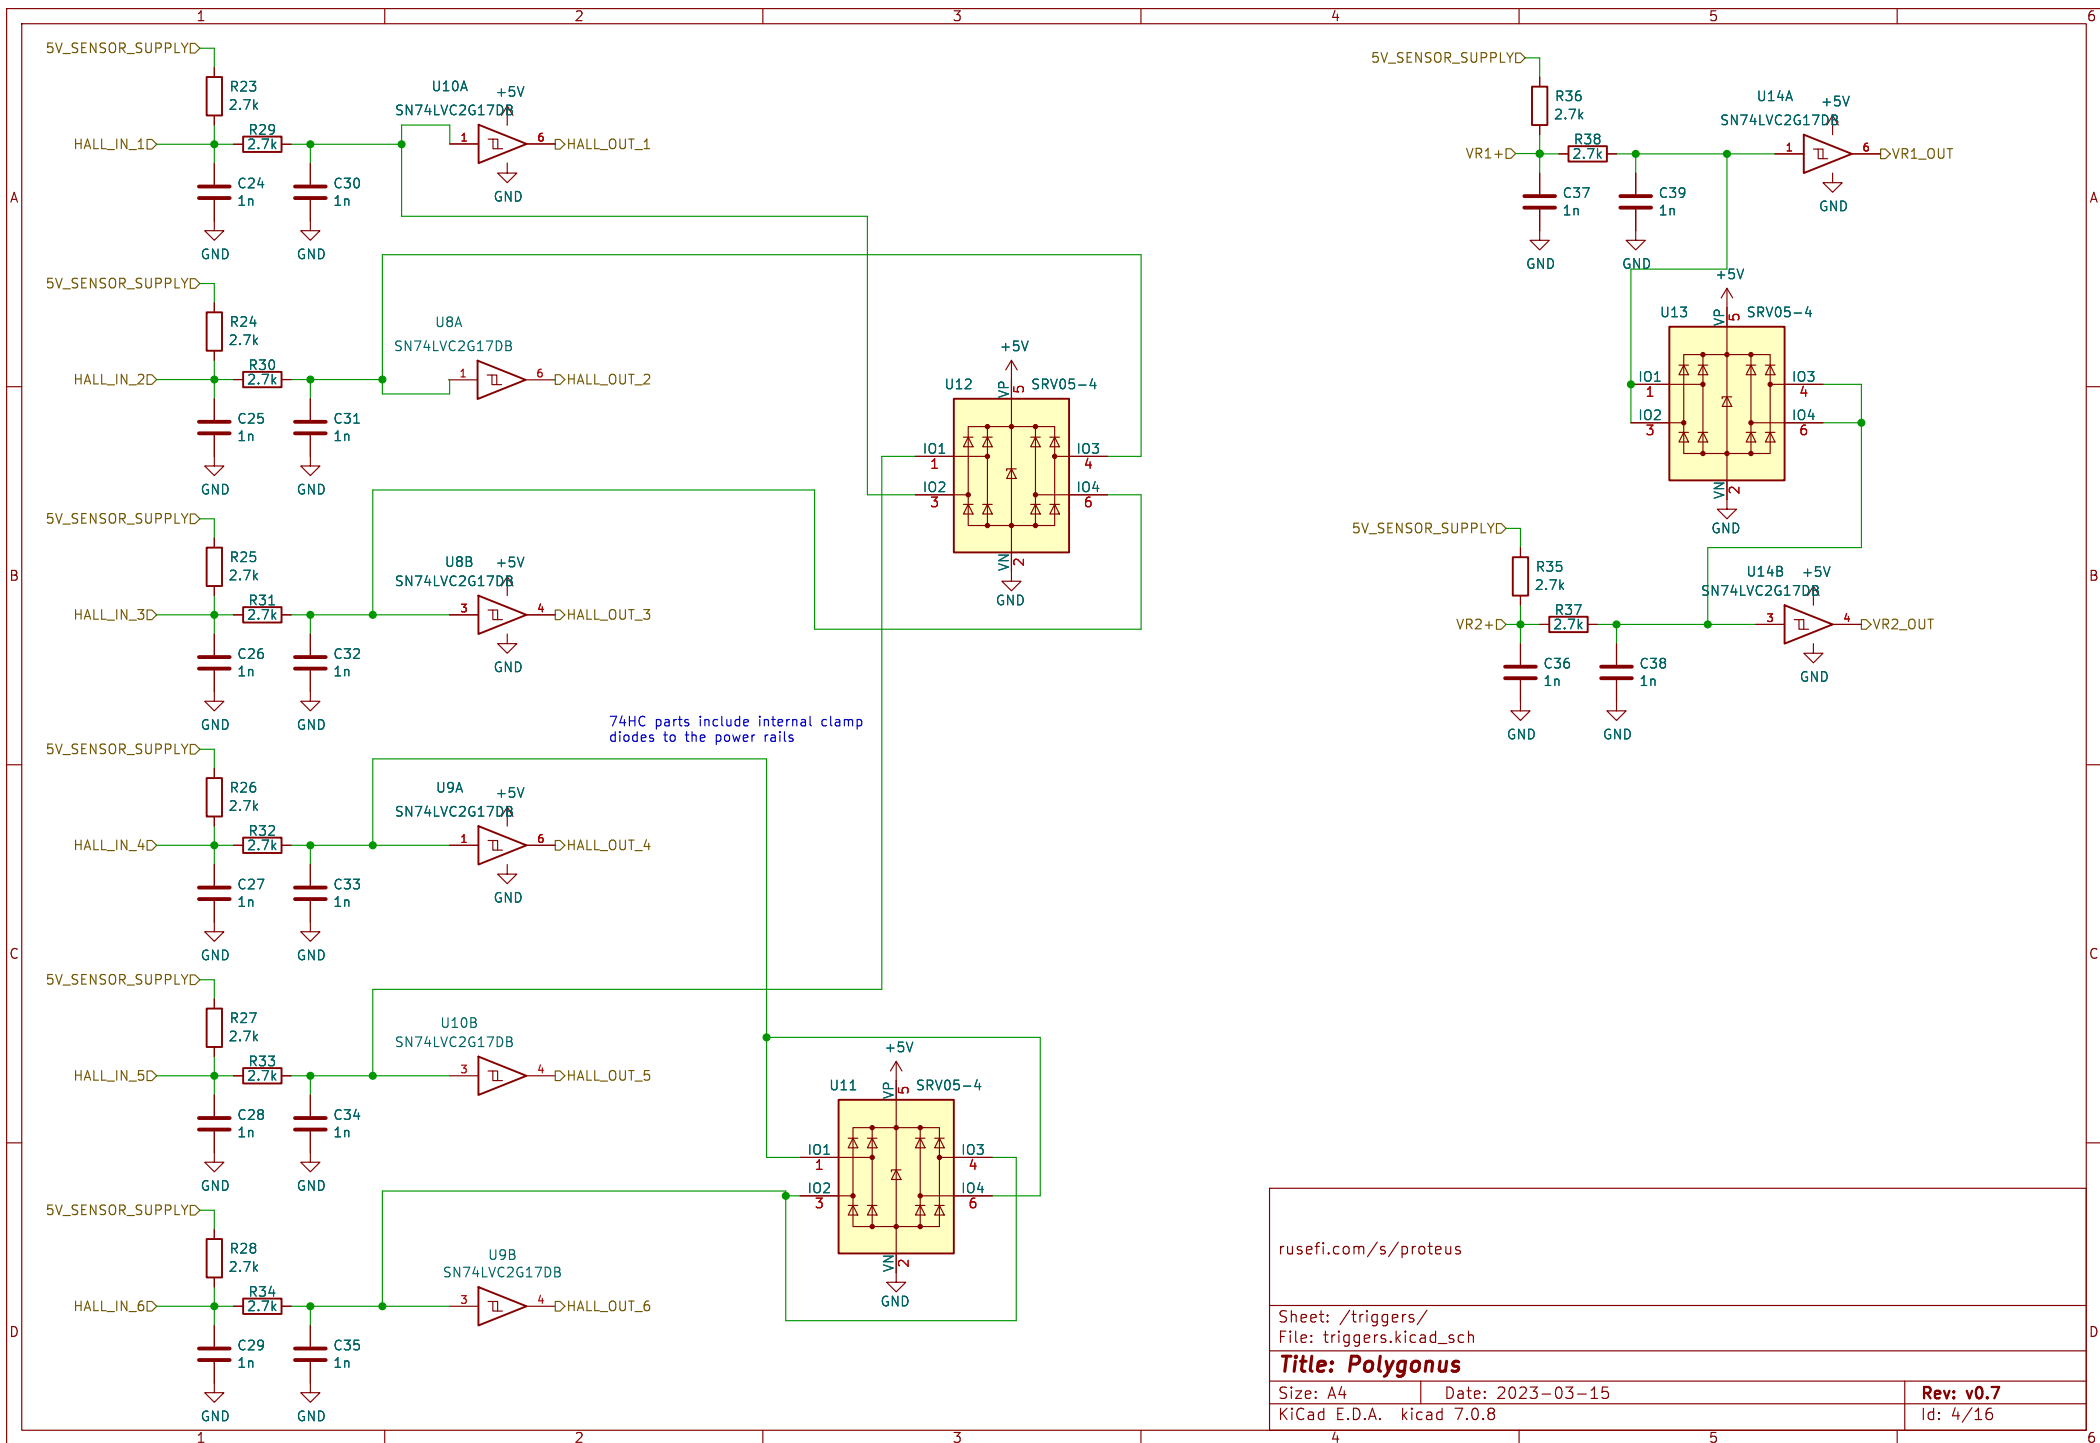 1 2 3 4 5 6
A
B
C
D
A
B
C
D
1 2 3 4 5 6
5V_SENSOR_SUPPLY
R23
2.7k
HALL_IN_1
R29
2.7k
C24
1n
GND
C30
1n
GND
U10A
+5V
SN74LVC2G17DB
1
6
HALL_OUT_1
GND
5V_SENSOR_SUPPLY
R24
2.7k
HALL_IN_2
R30
2.7k
C25
1n
GND
C31
1n
GND
U8A
SN74LVC2G17DB
1
6
HALL_OUT_2
5V_SENSOR_SUPPLY
R25
2.7k
HALL_IN_3
R31
2.7k
C26
1n
GND
C32
1n
GND
U8B
+5V
SN74LVC2G17DB
3
4
HALL_OUT_3
GND
74HC parts include internal clamp
diodes to the power rails
5V_SENSOR_SUPPLY
R26
2.7k
HALL_IN_4
R32
2.7k
C27
1n
GND
C33
1n
GND
U9A
+5V
SN74LVC2G17DB
1
6
HALL_OUT_4
GND
5V_SENSOR_SUPPLY
R27
2.7k
HALL_IN_5
R33
2.7k
C28
1n
GND
C34
1n
GND
U10B
SN74LVC2G17DB
3
4
HALL_OUT_5
5V_SENSOR_SUPPLY
R28
2.7k
HALL_IN_6
R34
2.7k
C29
1n
GND
C35
1n
GND
U9B
SN74LVC2G17DB
3
4
HALL_OUT_6
+5V
U12
SRV05-4
VP
5
IO1
1
IO2
3
IO3
4
IO4
6
VN
2
GND
+5V
U11
SRV05-4
VP
5
IO1
1
IO2
3
IO3
4
IO4
6
VN
2
GND
5V_SENSOR_SUPPLY
R36
2.7k
VR1+
R38
2.7k
C37
1n
GND
C39
1n
GND
U14A
+5V
SN74LVC2G17DB
1
6
VR1_OUT
GND
+5V
U13
SRV05-4
VP
5
IO1
1
IO2
3
IO3
4
IO4
6
VN
2
GND
5V_SENSOR_SUPPLY
R35
2.7k
VR2+
R37
2.7k
C36
1n
GND
C38
1n
GND
U14B
+5V
SN74LVC2G17DB
3
4
VR2_OUT
GND
rusefi.com/s/proteus
Sheet: /triggers/
File: triggers.kicad_sch
Title: Polygonus
Size: A4
Date: 2023-03-15
Rev: v0.7
KiCad E.D.A. kicad 7.0.8
Id: 4/16